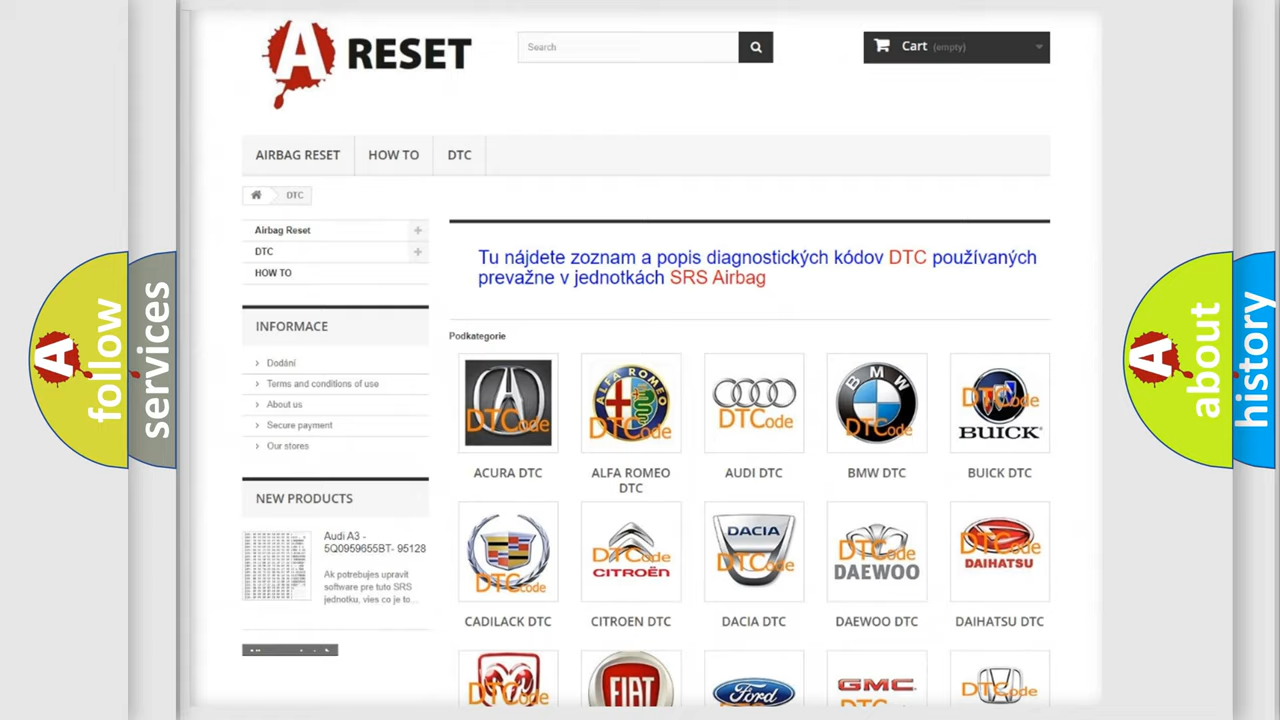 A RESET
Search
Cart (empty)
AIRBAG RESET
HOW TO
DTC
DTC
Airbag Reset
DTC
HOW TO
Tu nájdete zoznam a popis diagnostických kódov DTC používaných
prevažne v jednotkách SRS Airbag
INFORMACE
Dodání
Terms and conditions of use
About us
Secure payment
Our stores
Podkategorie
DTCode
ALFA ROMEO
DTCode
DTCode
BMW
DTCode
DTCode
BUICK
ACURA DTC
ALFA ROMEO
DTC
AUDI DTC
BMW DTC
BUICK DTC
NEW PRODUCTS
Audi A3 -
5Q0959655BT- 95128
Ak potrebujes upravit
software pre tuto SRS
jednotku, vies co je to...
DTCode
DTCode
CITROËN
DACIA
DTCode
DTCode
DAEWOO
DTCode
DAIHATSU
CADILACK DTC
CITROEN DTC
DACIA DTC
DAEWOO DTC
DAIHATSU DTC
DTCode
FIAT
Ford
GMC
DTCode
A follow
services
A about
history